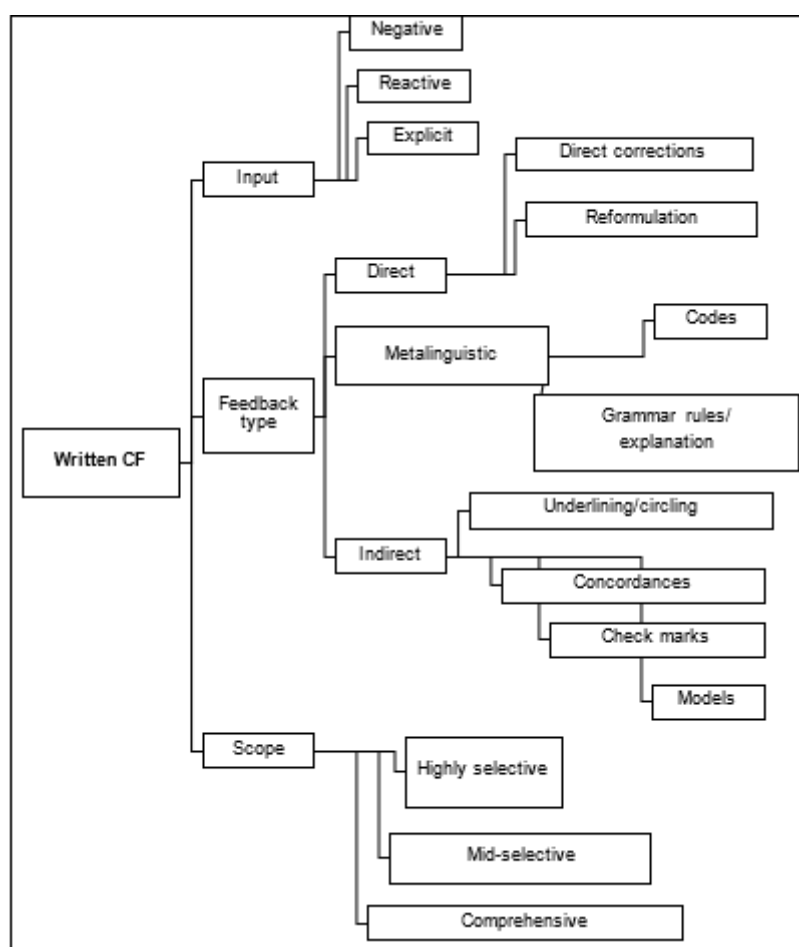 Negative
Reactive
Explicit
Direct corrections
Input
Reformulation
Direct
Codes
Metalinguistic
Feedback
type
Grammar rules/
explanation
Written CF
Underlining/circling
Indirect
Concordances
Check marks
Models
Scope
Highly selective
Mid-selective
Comprehensive